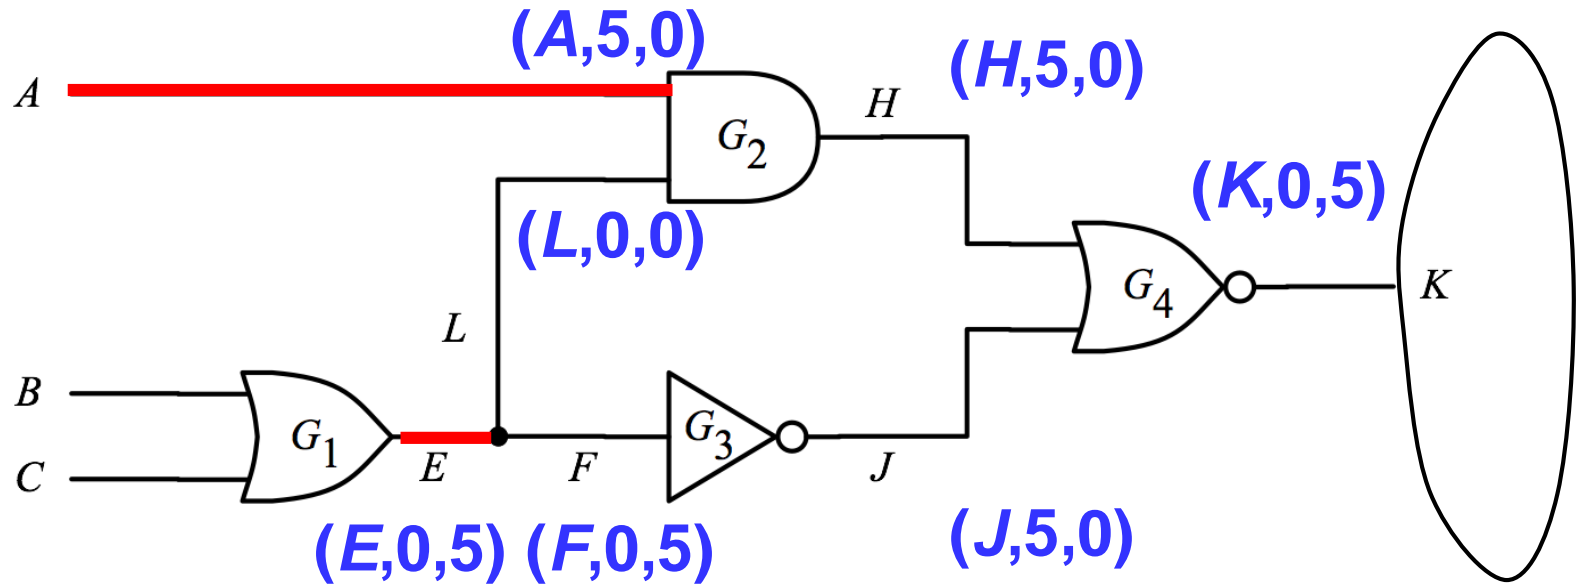 (A,5,0)
A
H
(H,5,0)
G2
(K,0,5)
(L,0,0)
G4
K
L
B
G1
G3
C
E
F
J
(E,0,5)
(F,0,5)
(J,5,0)